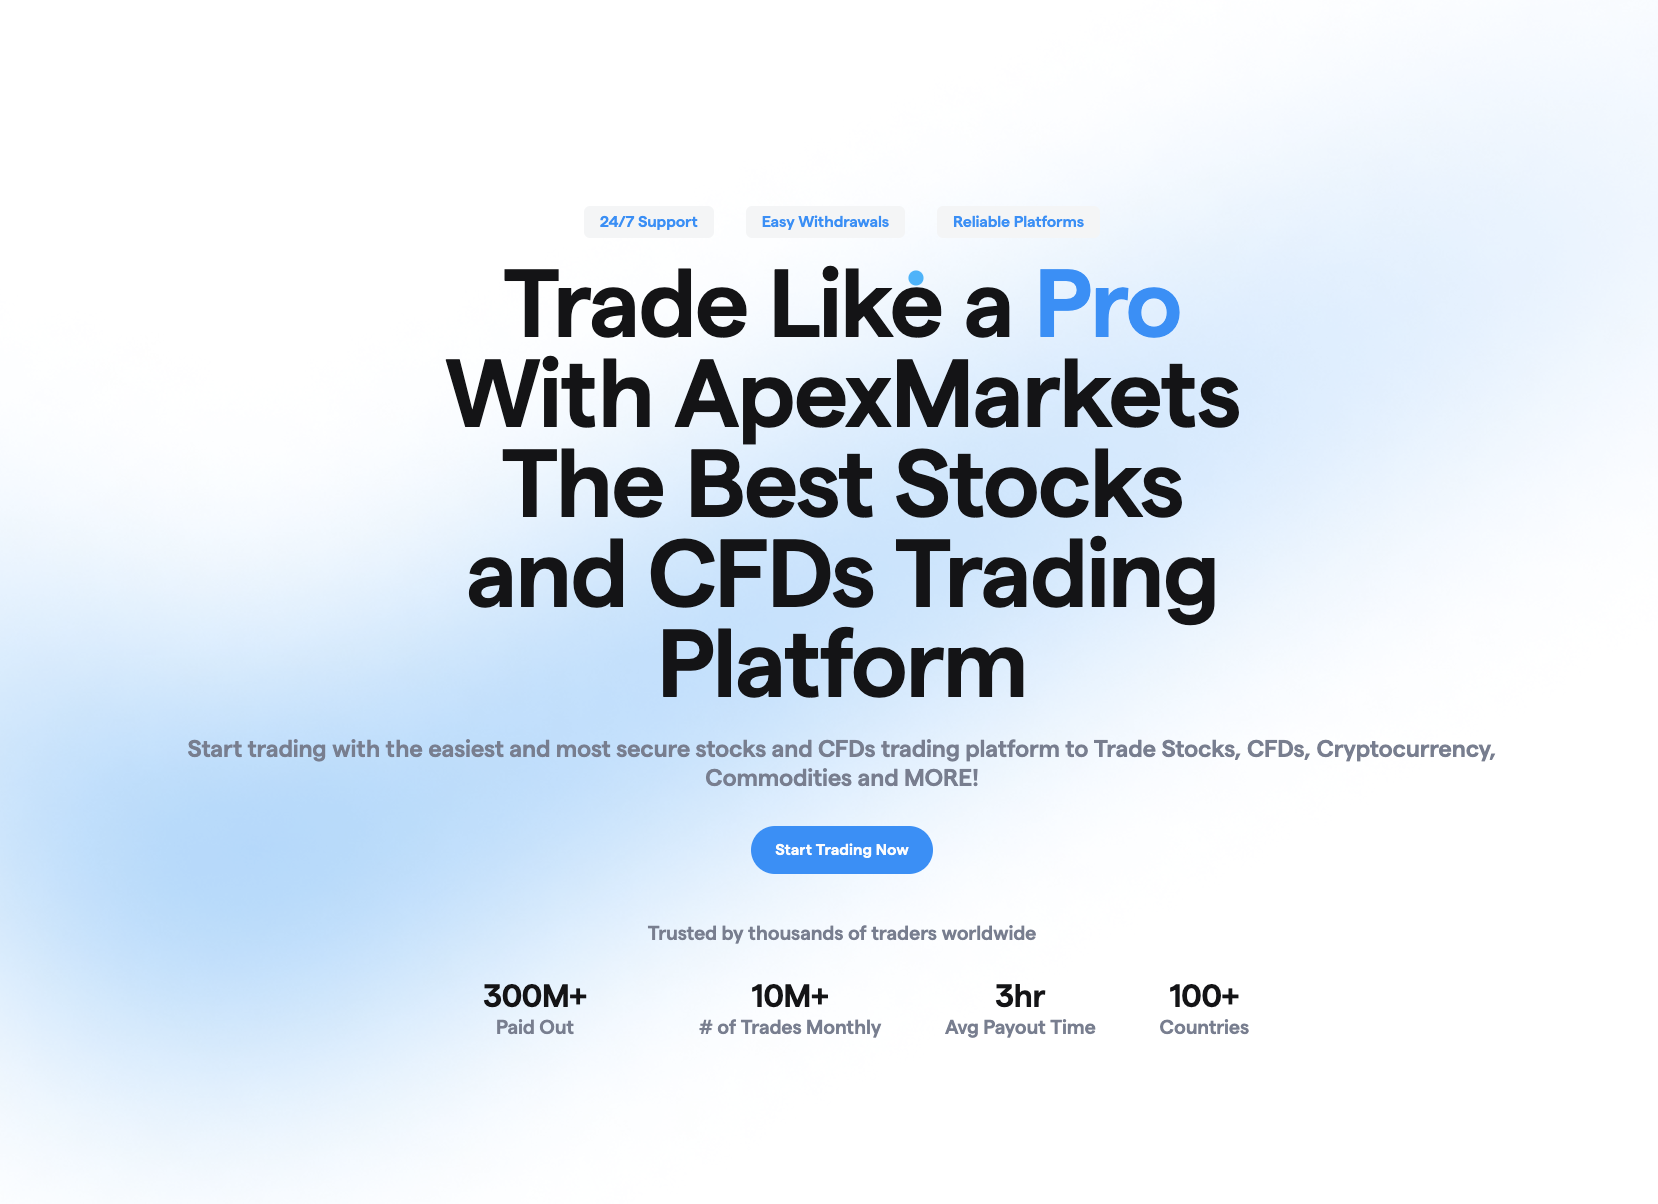 24/7 Support Easy Withdrawals Reliable Platforms
Trade Like a Pro
With ApexMarkets
The Best Stocks
and CFDs Trading
Platform
Start trading with the easiest and most secure stocks and CFDs trading platform to Trade Stocks, CFDs, Cryptocurrency,
Commodities and MORE!
Start Trading Now
Trusted by thousands of traders worldwide
300M+ 10M+ 3hr 100+
Paid Out # of Trades Monthly Avg Payout Time Countries